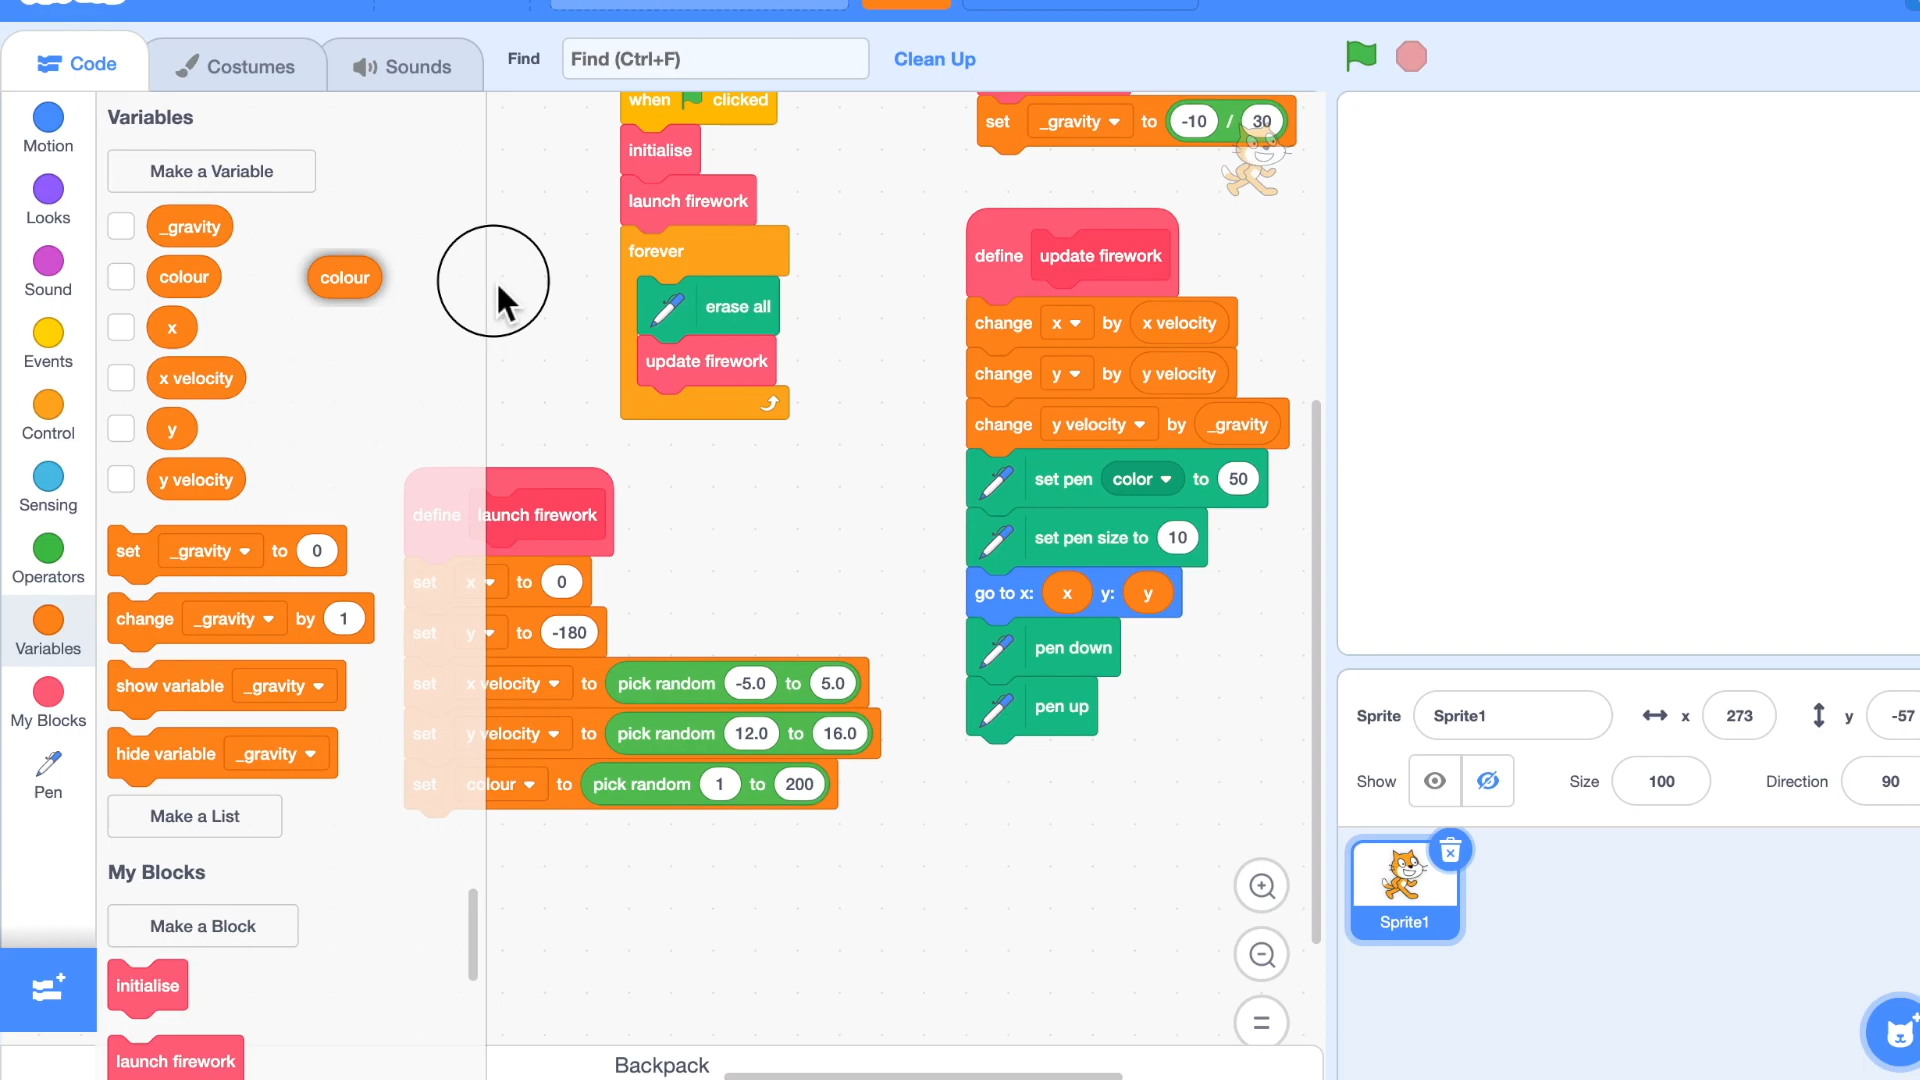 Code
Costumes
Sounds
Find
Find (Ctrl+F)
Clean Up
Motion
Looks
Sound
Events
Control
Sensing
Operators
Variables
My Blocks
Pen
Variables
Make a Variable
_gravity
colour
colour
x
x velocity
y
y velocity
set _gravity to 0
change _gravity by 1
show variable _gravity
hide variable _gravity
Make a List
My Blocks
Make a Block
initialise
launch firework
when clicked
initialise
launch firework
forever
erase all
update firework
define launch firework
set x to 0
set y to -180
set x velocity to pick random -5.0 to 5.0
set y velocity to pick random 12.0 to 16.0
set colour to pick random 1 to 200
set _gravity to -10 / 30
define update firework
change x by x velocity
change y by y velocity
change y velocity by _gravity
set pen color to 50
set pen size to 10
go to x: x y: y
pen down
pen up
Backpack
Sprite Sprite1 x 273 y -57
Show Size 100 Direction 90
Sprite1